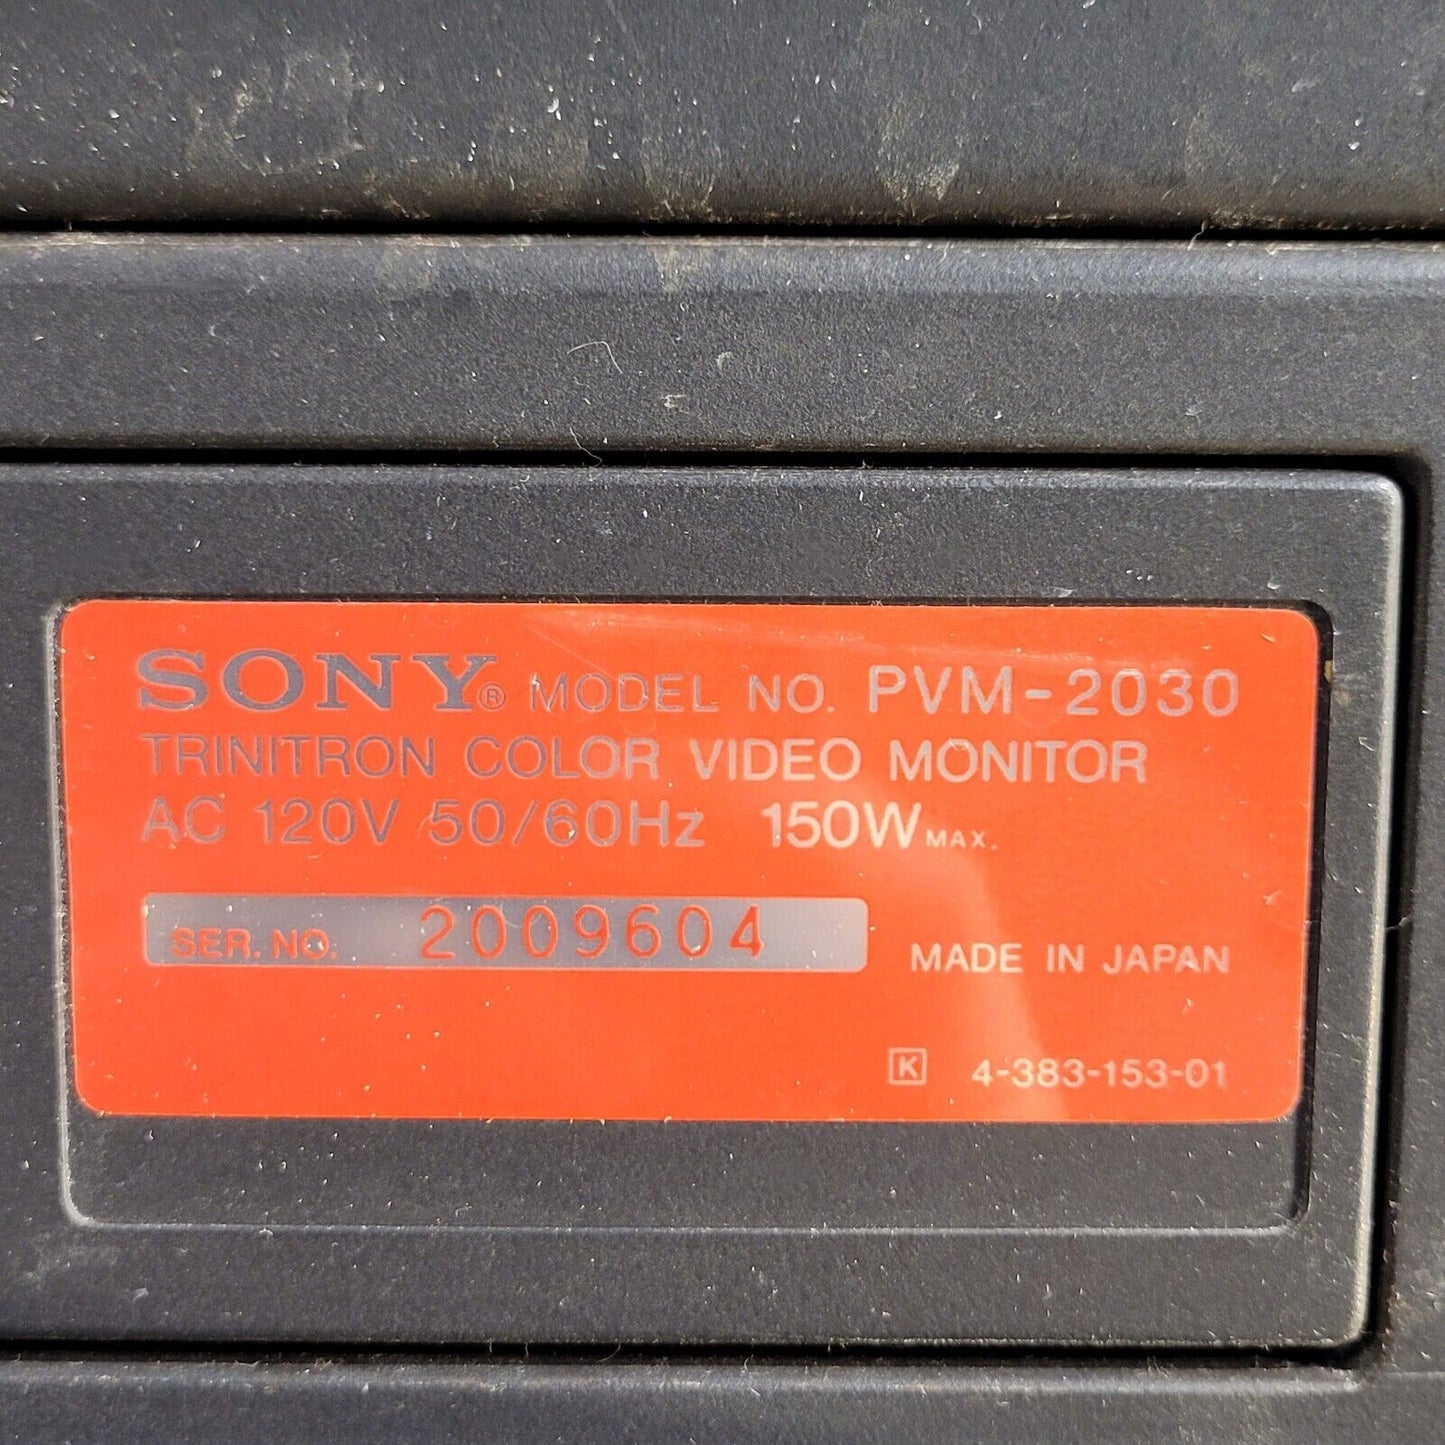 SONY® MODEL NO. PVM-2030
TRINITRON COLOR VIDEO MONITOR
AC 120V 50/60Hz 150W MAX.
SER. NO. 2009604
MADE IN JAPAN
K 4-383-153-01